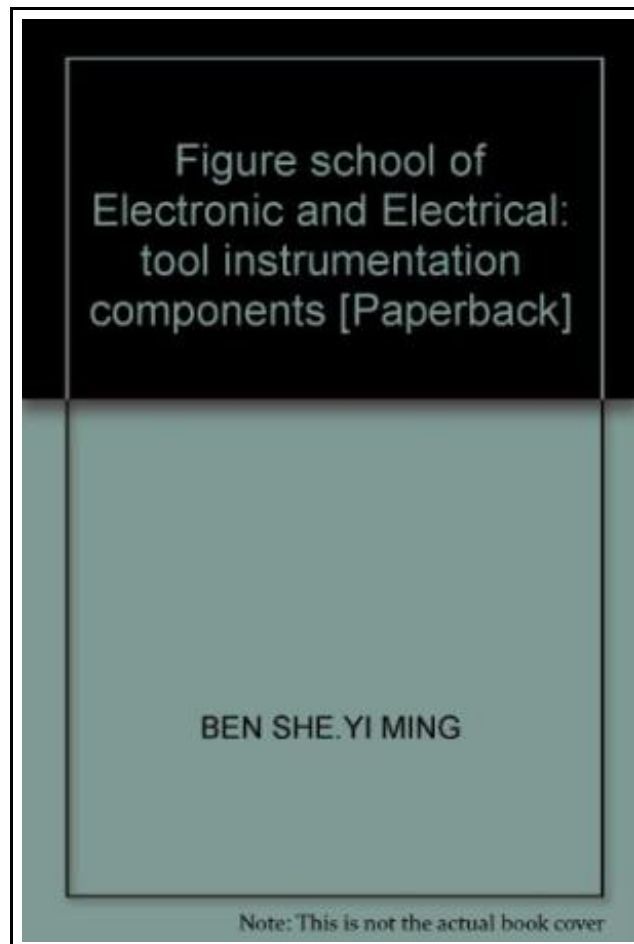 Figure school of
Electronic and Electrical:
tool instrumentation
components [Paperback]
BEN SHE.YI MING
Note: This is not the actual book cover